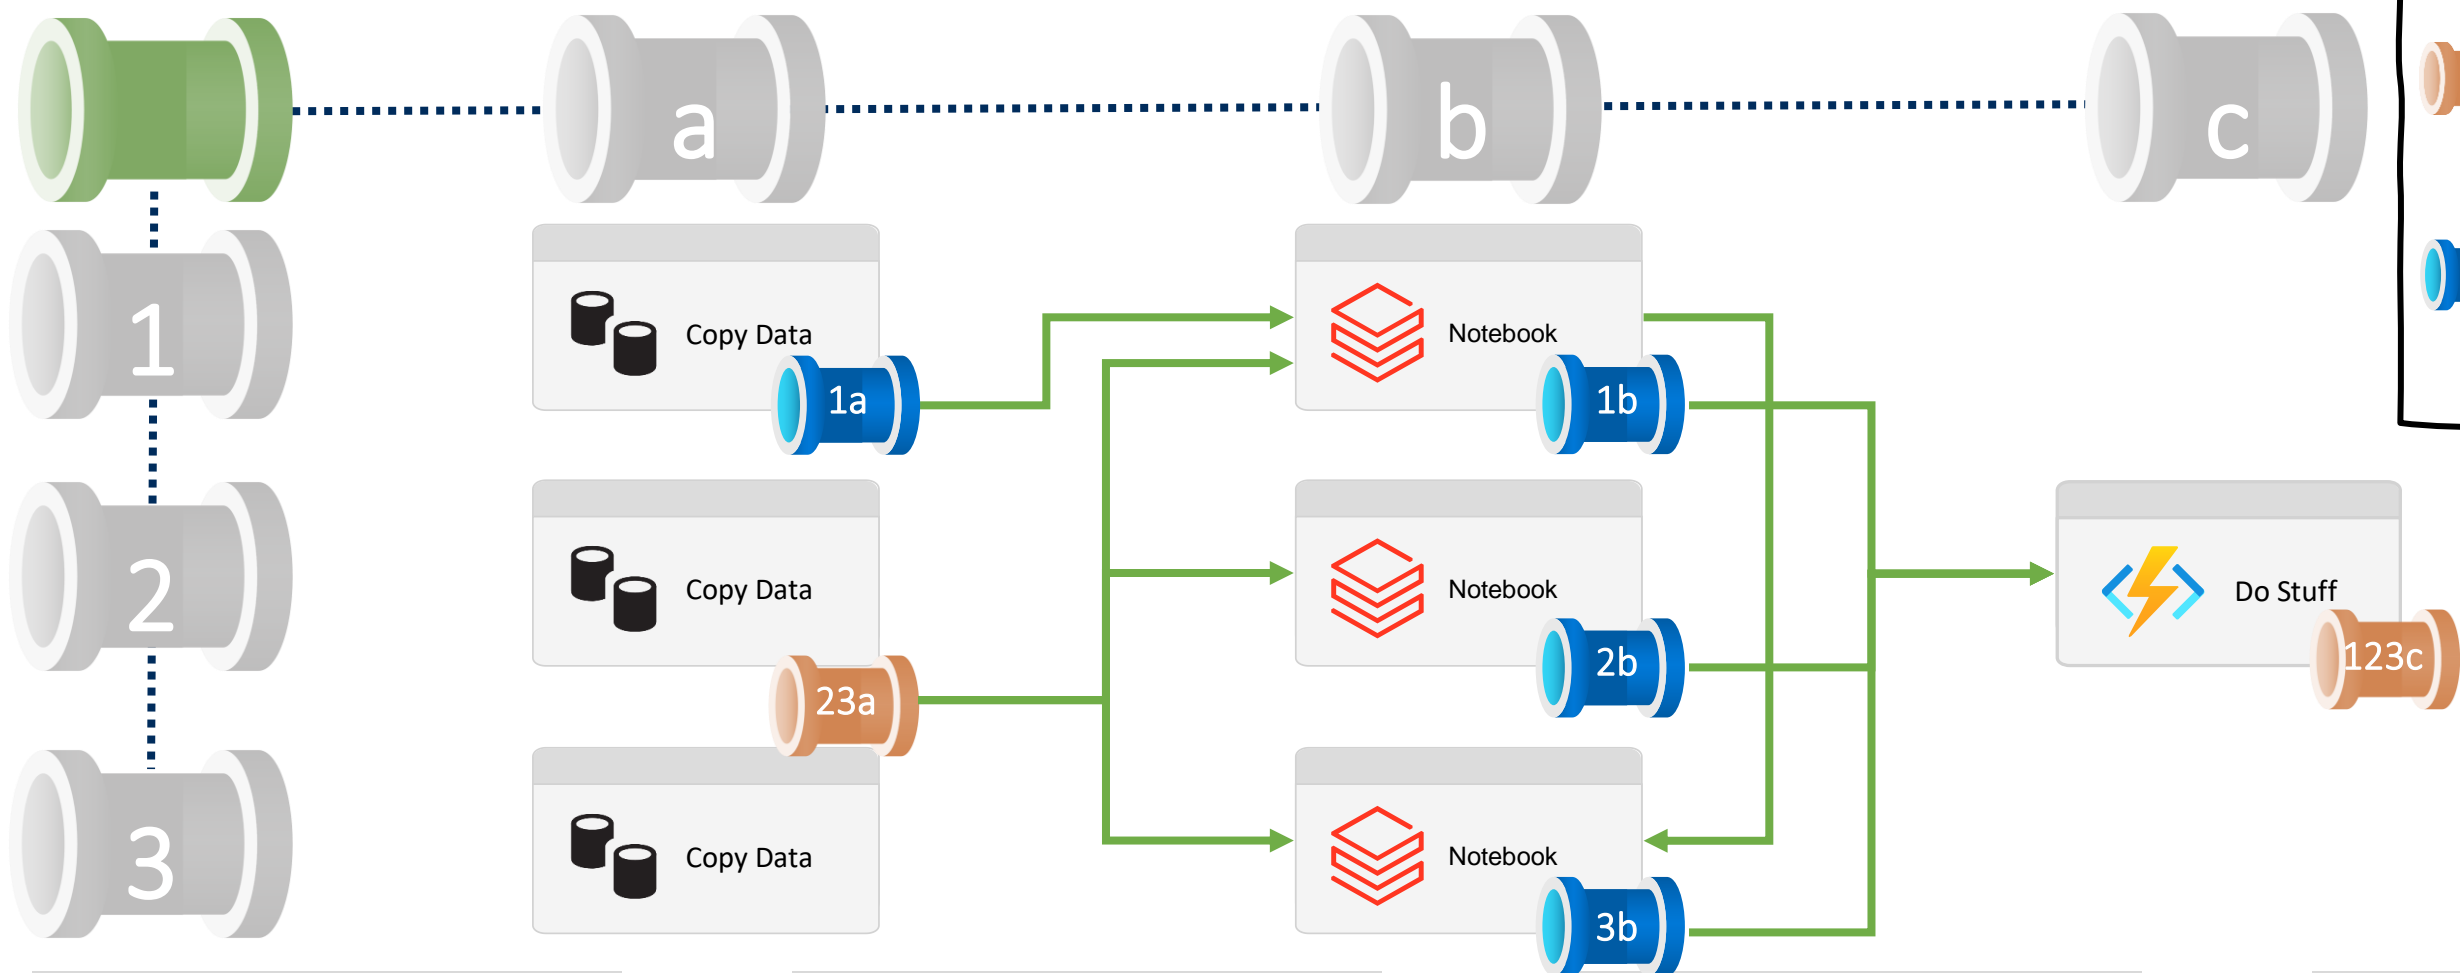 a
b
c
1
Copy Data
Notebook
1a
1b
2
Copy Data
Notebook
Do Stuff
2b
123c
23a
3
Copy Data
Notebook
3b